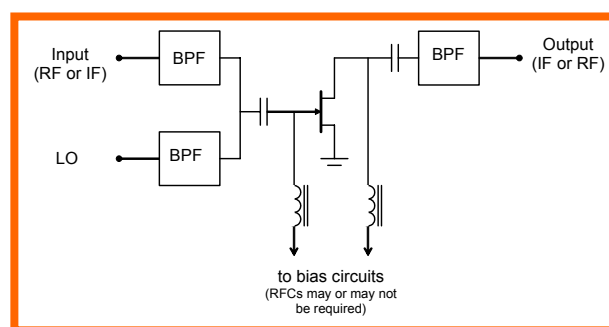 Input
(RF or IF)
BPF
BPF
Output
(IF or RF)
LO
BPF
to bias circuits
(RFCs may or may not
be required)